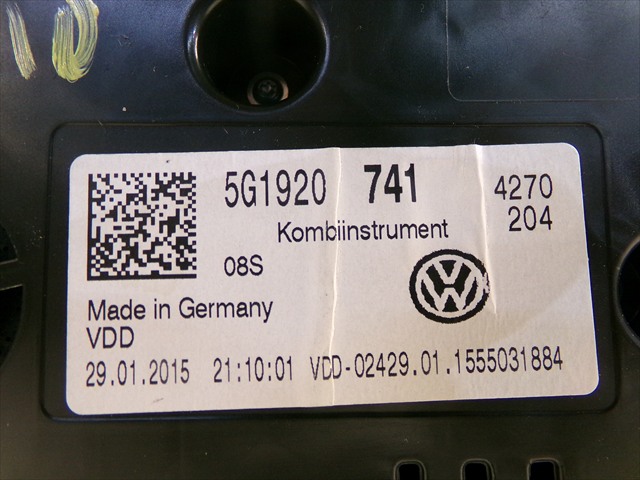 10
5G1920 741 4270
Kombiinstrument 204
08S
Made in Germany
VDD
29.01.2015 21:10:01 VDD-02429.01.1555031884